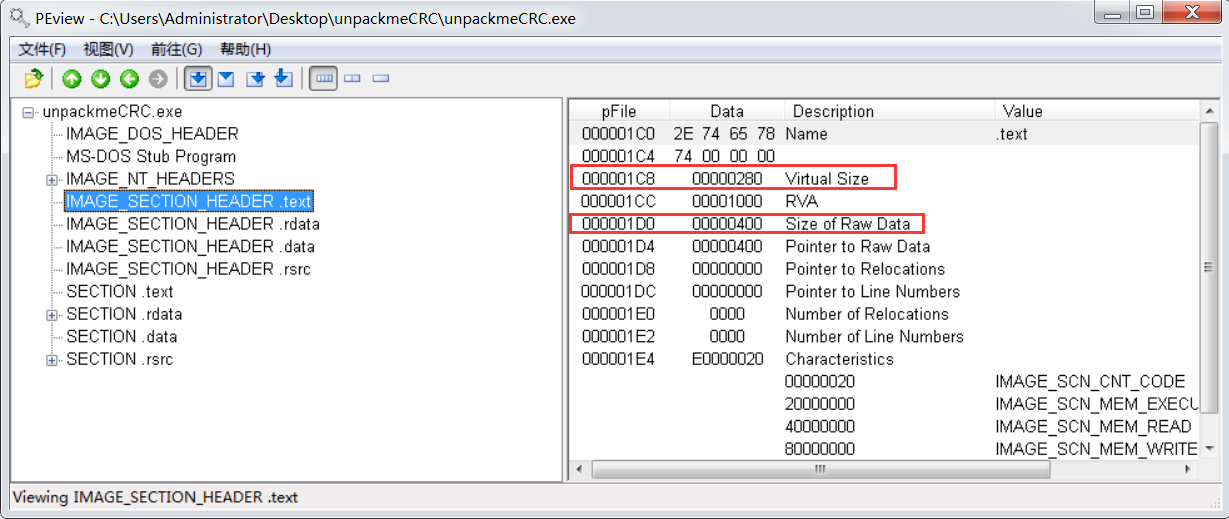 PEview - C:\Users\Administrator\Desktop\unpackmeCRC\unpackmeCRC.exe
文件(F) 视图(V) 前往(G) 帮助(H)
unpackmeCRC.exe
IMAGE_DOS_HEADER
MS-DOS Stub Program
IMAGE_NT_HEADERS
IMAGE_SECTION_HEADER .text
IMAGE_SECTION_HEADER .rdata
IMAGE_SECTION_HEADER .data
IMAGE_SECTION_HEADER .rsrc
SECTION .text
SECTION .rdata
SECTION .data
SECTION .rsrc
pFile Data Description Value
000001C0 2E 74 65 78 Name .text
000001C4 74 00 00 00
000001C8 00000280 Virtual Size
000001CC 00001000 RVA
000001D0 00000400 Size of Raw Data
000001D4 00000400 Pointer to Raw Data
000001D8 00000000 Pointer to Relocations
000001DC 00000000 Pointer to Line Numbers
000001E0 0000 Number of Relocations
000001E2 0000 Number of Line Numbers
000001E4 E0000020 Characteristics
00000020 IMAGE_SCN_CNT_CODE
20000000 IMAGE_SCN_MEM_EXECU
40000000 IMAGE_SCN_MEM_READ
80000000 IMAGE_SCN_MEM_WRITE
Viewing IMAGE_SECTION_HEADER .text